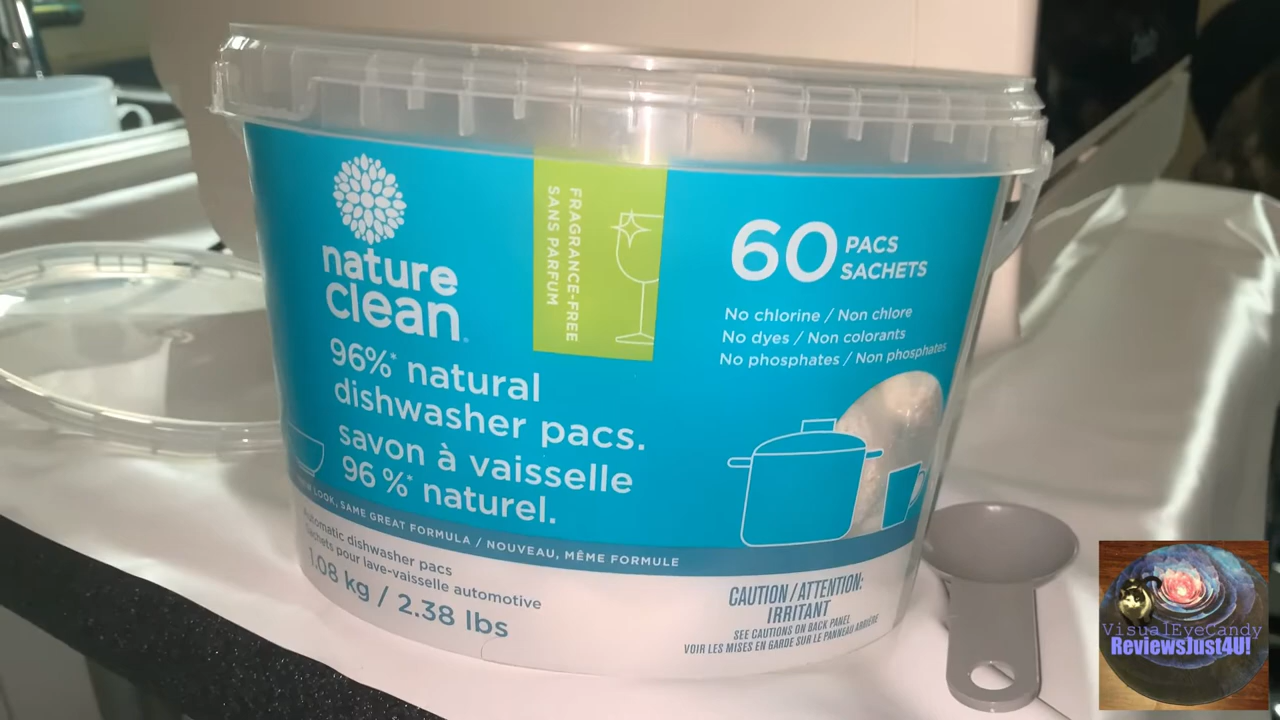 nature
clean
96%* natural
dishwasher pacs.
savon à vaisselle
96 %* naturel.
LOOK, SAME GREAT FORMULA / NOUVEAU, MÊME FORMULE
Automatic dishwasher pacs
Sachets pour lave-vaisselle automotive
1.08 kg / 2.38 lbs
FRAGRANCE-FREE
SANS PARFUM
60 PACS
SACHETS
No chlorine / Non chlore
No dyes / Non colorants
No phosphates / Non phosphates
CAUTION / ATTENTION:
IRRITANT
SEE CAUTIONS ON BACK PANEL
VOIR LES MISES EN GARDE SUR LE PANNEAU ARRIÈRE
VisualEyeCandy
ReviewsJust4U!